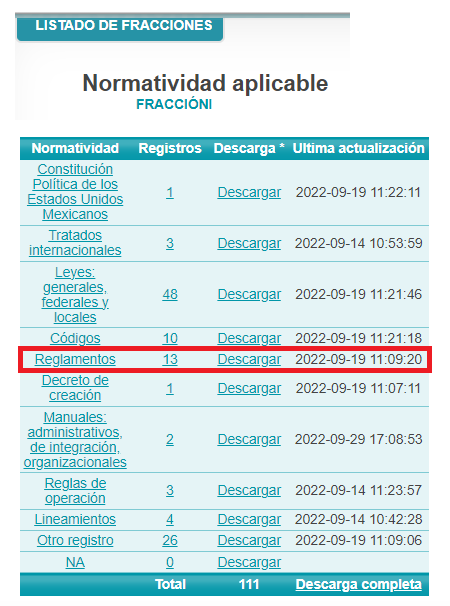 LISTADO DE FRACCIONES
Normatividad aplicable
FRACCIÓNI
Normatividad Registros Descarga * Ultima actualización
Constitución
Política de los
Estados Unidos
Mexicanos
1 Descargar 2022-09-19 11:22:11
Tratados
internacionales
3 Descargar 2022-09-14 10:53:59
Leyes:
generales,
federales y
locales
48 Descargar 2022-09-19 11:21:46
Códigos 10 Descargar 2022-09-19 11:21:18
Reglamentos 13 Descargar 2022-09-19 11:09:20
Decreto de
creación
1 Descargar 2022-09-19 11:07:11
Manuales:
administrativos,
de integración,
organizacionales
2 Descargar 2022-09-29 17:08:53
Reglas de
operación
3 Descargar 2022-09-14 11:23:57
Lineamientos 4 Descargar 2022-09-14 10:42:28
Otro registro 26 Descargar 2022-09-19 11:09:06
NA 0 Descargar
Total 111 Descarga completa